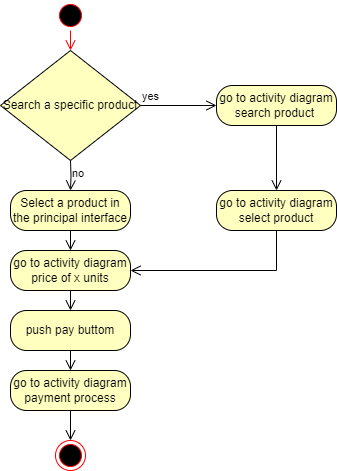 Search a specific product
yes
go to activity diagram
search product
no
Select a product in
the principal interface
go to activity diagram
select product
go to activity diagram
price of x units
push pay buttom
go to activity diagram
payment process